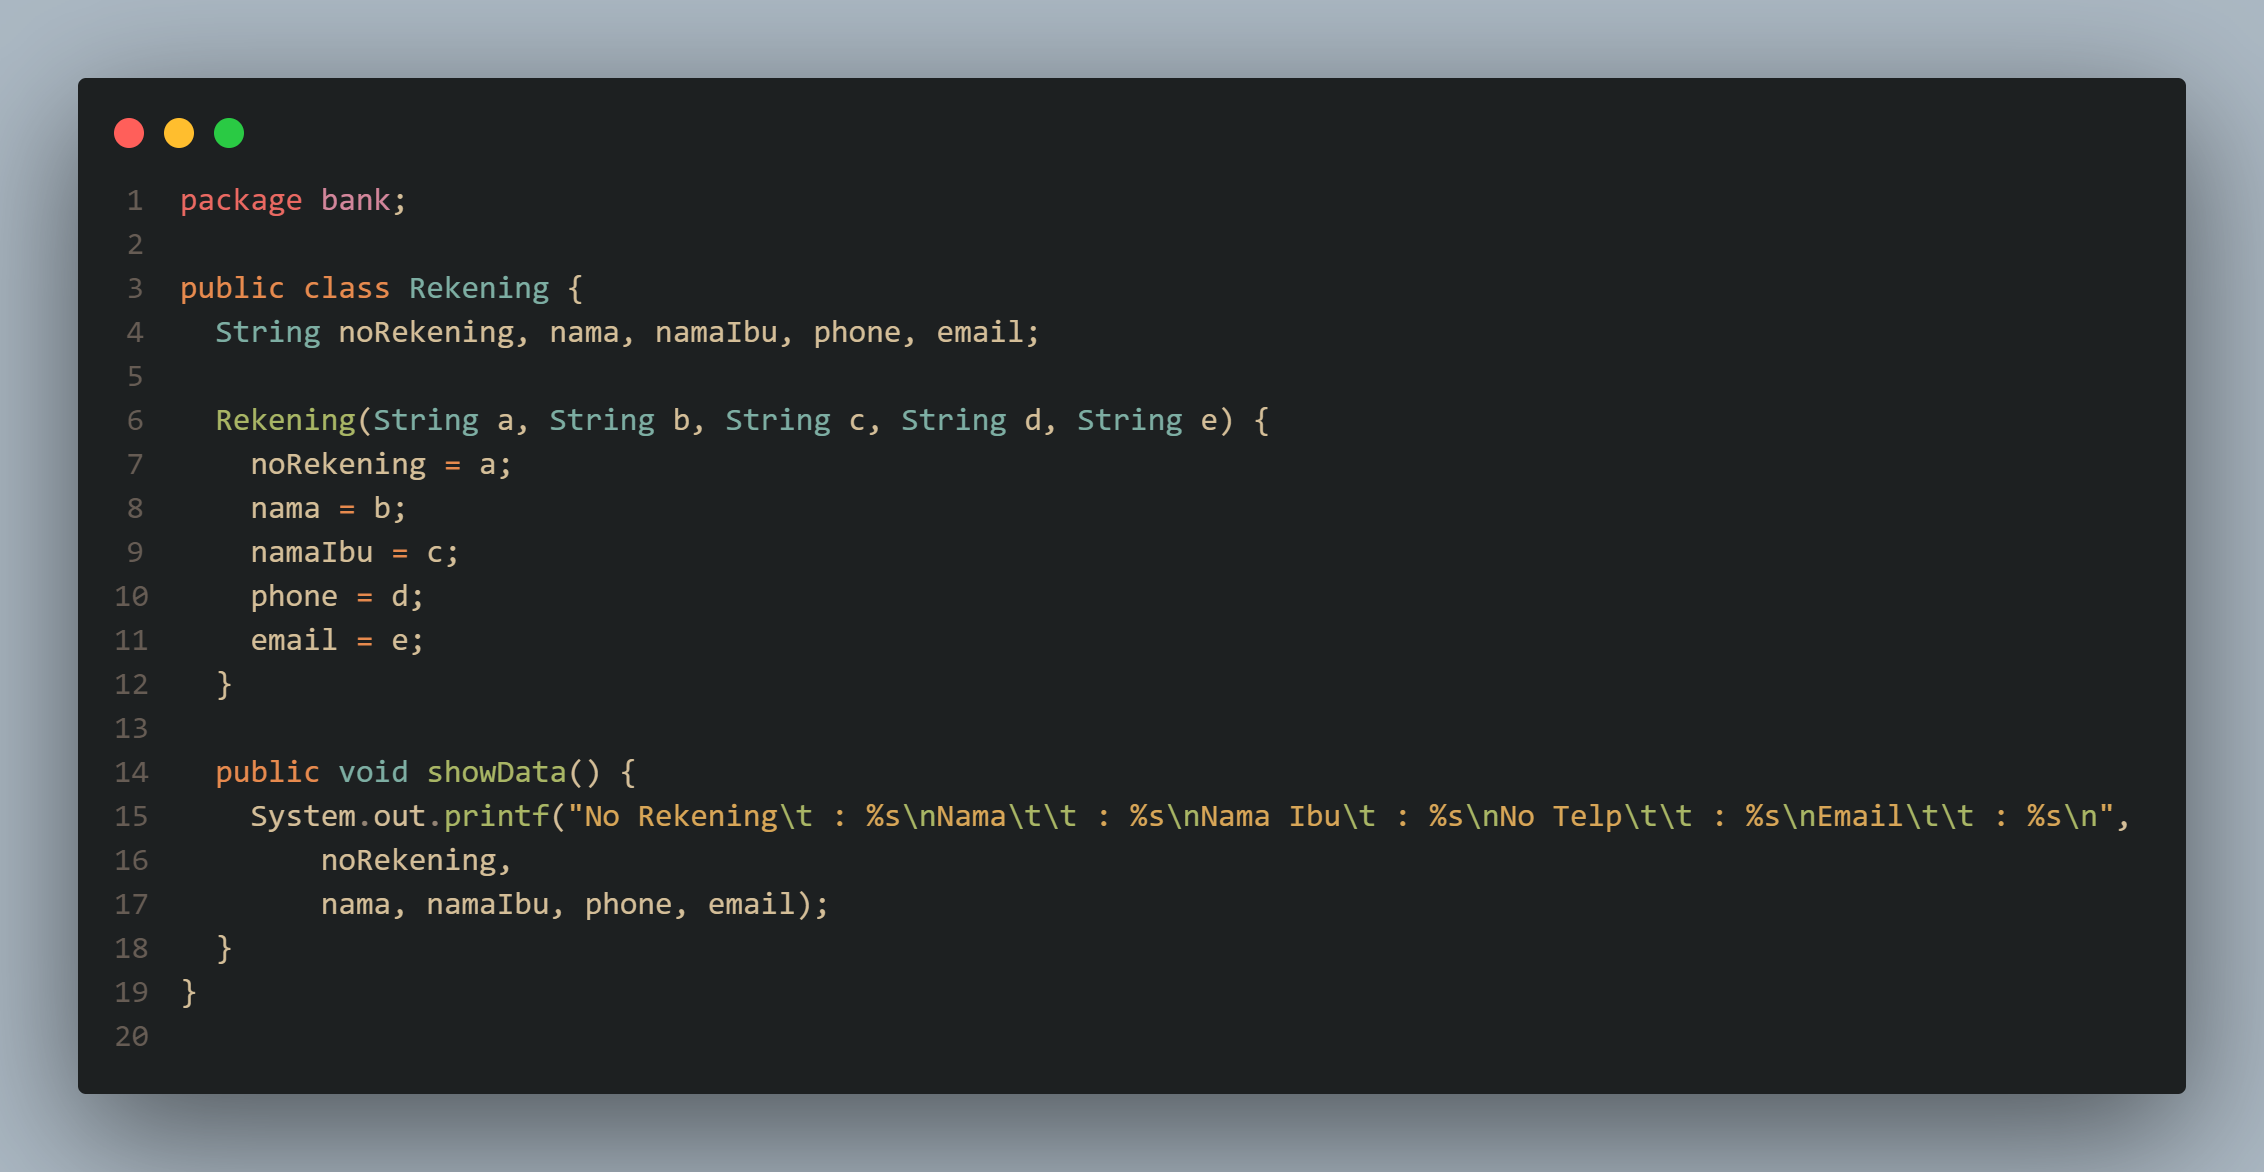 1 package bank;
2
3 public class Rekening {
4   String noRekening, nama, namaIbu, phone, email;
5
6   Rekening(String a, String b, String c, String d, String e) {
7     noRekening = a;
8     nama = b;
9     namaIbu = c;
10     phone = d;
11     email = e;
12   }
13
14   public void showData() {
15     System.out.printf("No Rekening\t : %s\nNama\t\t : %s\nNama Ibu\t : %s\nNo Telp\t\t : %s\nEmail\t\t : %s\n",
16         noRekening,
17         nama, namaIbu, phone, email);
18   }
19 }
20